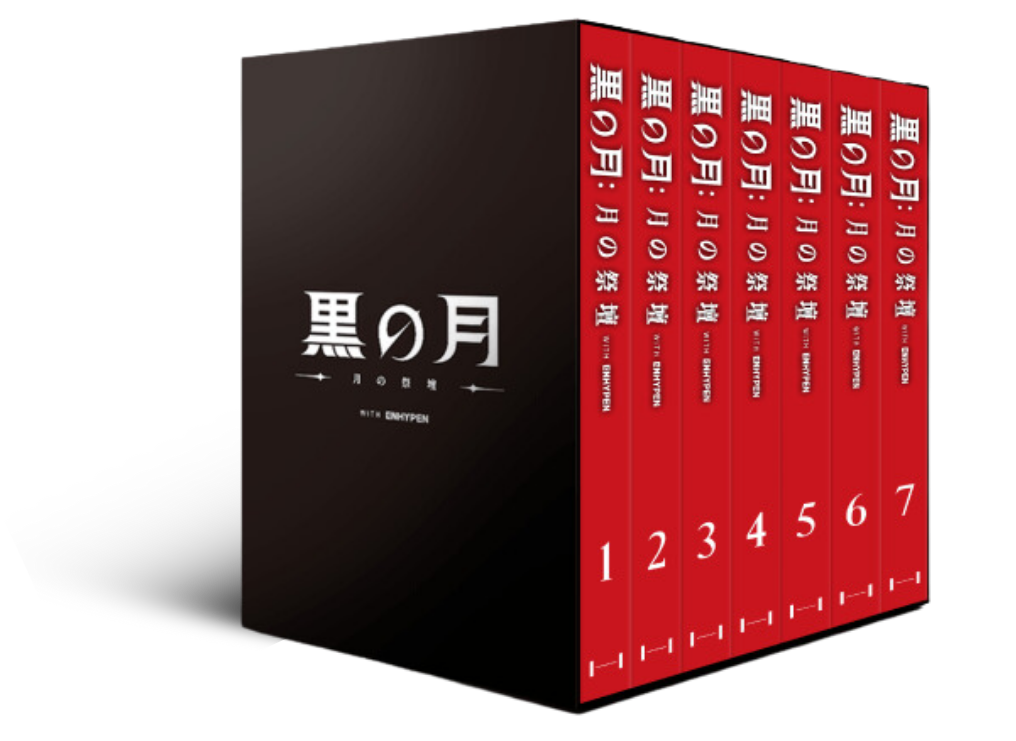 黒の月
月の祭壇
WITH ENHYPEN
黒の月: 月の祭壇 WITH ENHYPEN 1
黒の月: 月の祭壇 WITH ENHYPEN 2
黒の月: 月の祭壇 WITH ENHYPEN 3
黒の月: 月の祭壇 WITH ENHYPEN 4
黒の月: 月の祭壇 WITH ENHYPEN 5
黒の月: 月の祭壇 WITH ENHYPEN 6
黒の月: 月の祭壇 WITH ENHYPEN 7